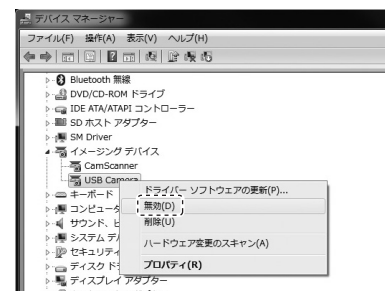 デバイス マネージャー
ファイル(F) 操作(A) 表示(V) ヘルプ(H)
Bluetooth 無線
DVD/CD-ROM ドライブ
IDE ATA/ATAPI コントローラー
SD ホスト アダプター
SM Driver
イメージング デバイス
CamScanner
USB Camera
ドライバー ソフトウェアの更新(P)...
キーボード
無効(D)
コンピュータ
削除(U)
サウンド、ヒ
システム デ
ハードウェア変更のスキャン(A)
セキュリティ
ディスク ド
プロパティ(R)
ディスプレイ アダプター